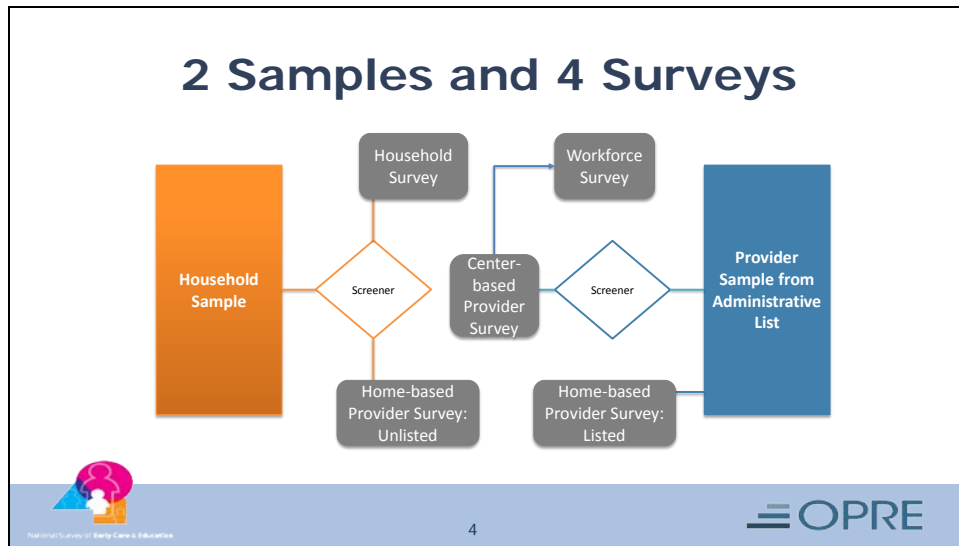 2 Samples and 4 Surveys
Household
Survey
Workforce
Survey
Household
Sample
Screener
Center-
based
Provider
Survey
Screener
Provider
Sample from
Administrative
List
Home-based
Provider Survey:
Unlisted
Home-based
Provider Survey:
Listed
National Survey of Early Care & Education
4
OPRE